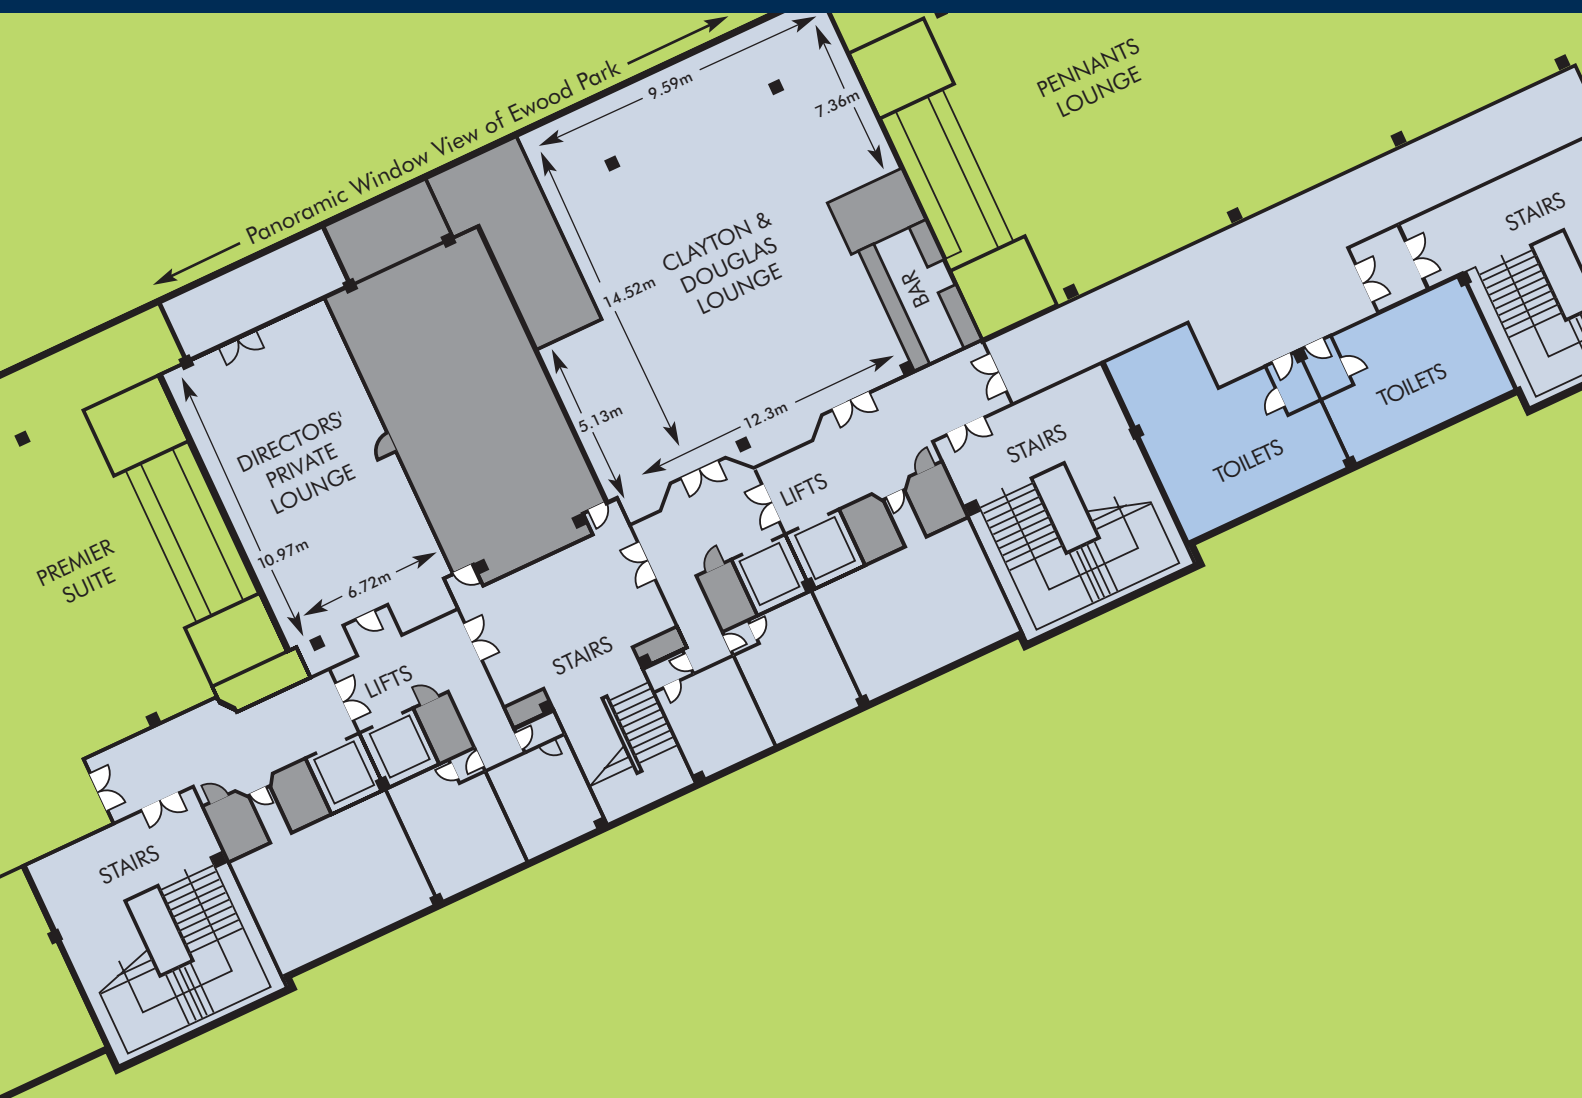 Panoramic Window View of Ewood Park
9.59m
7.36m
PENNANTS
LOUNGE
STAIRS
CLAYTON &
DOUGLAS
LOUNGE
14.52m
BAR
TOILETS
TOILETS
12.3m
5.13m
STAIRS
LIFTS
DIRECTORS'
PRIVATE
LOUNGE
10.97m
6.72m
PREMIER
SUITE
STAIRS
LIFTS
STAIRS